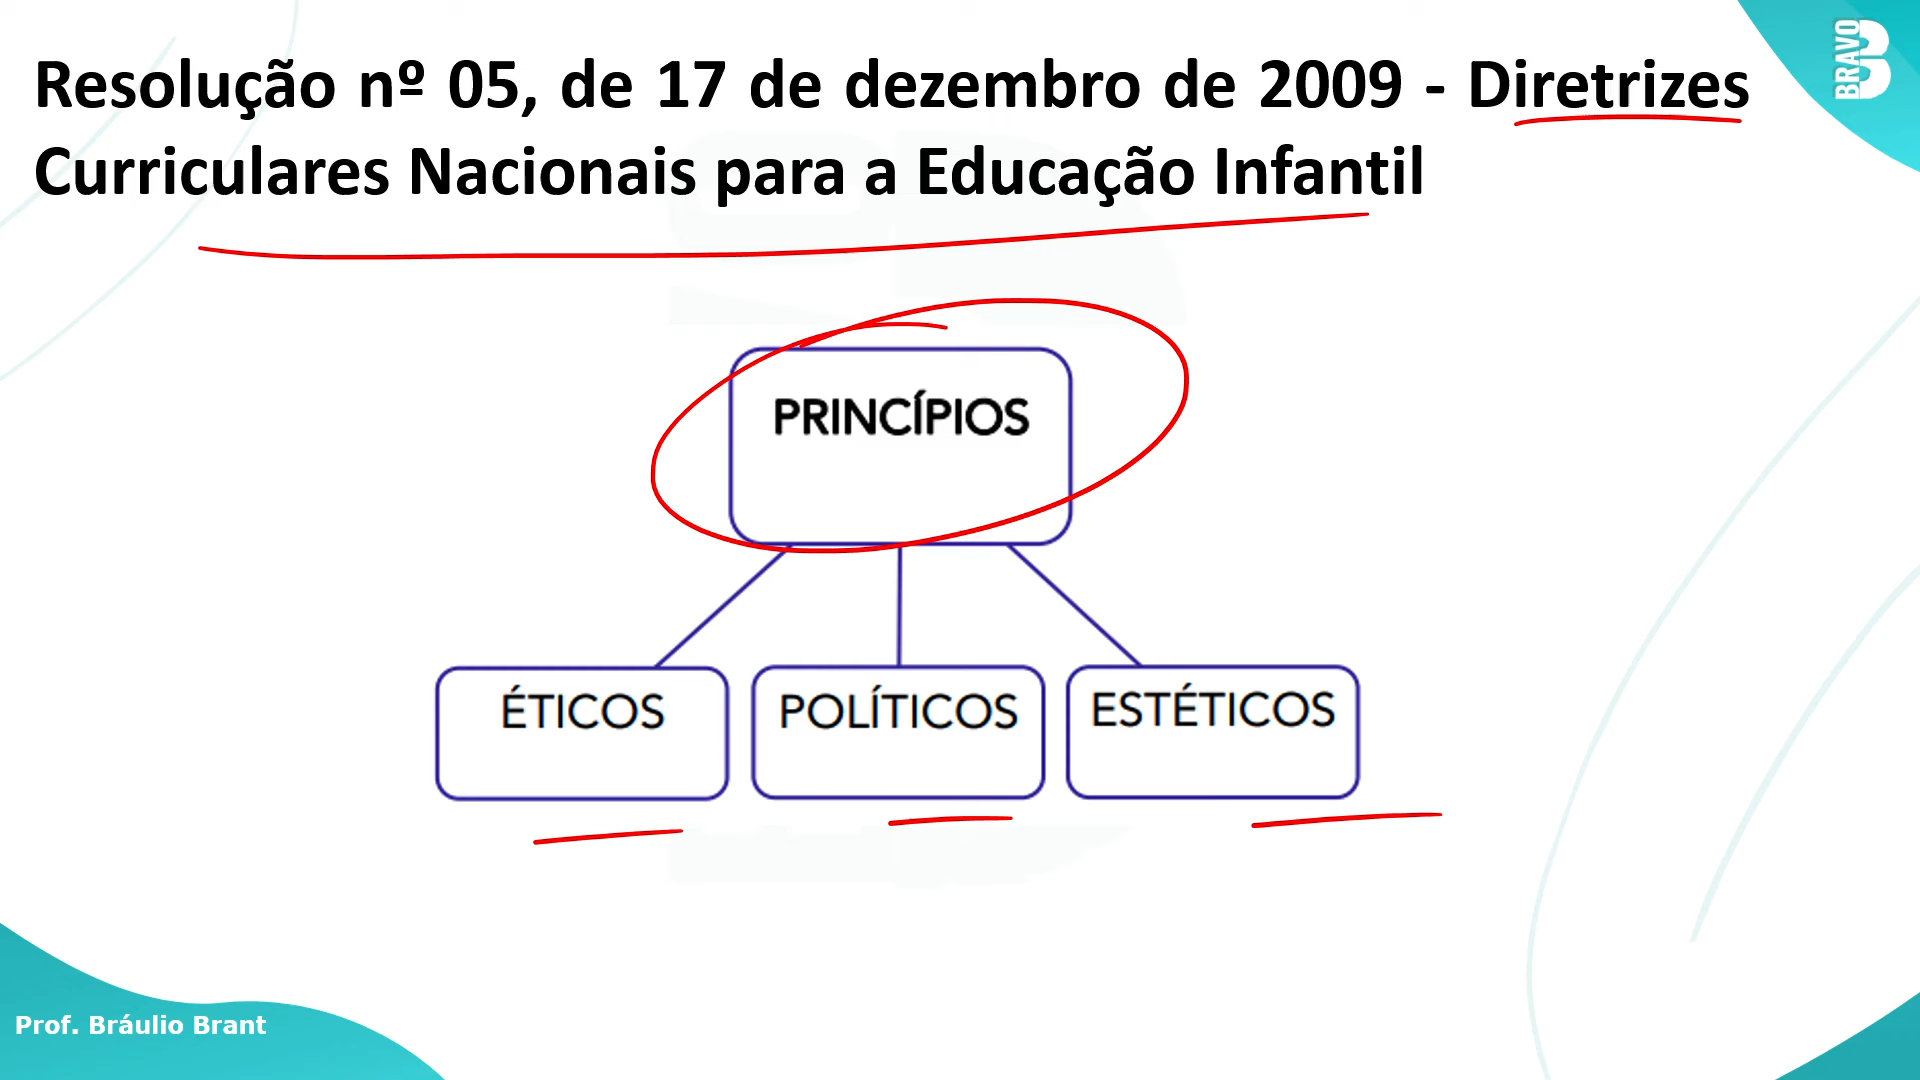 Resolução nº 05, de 17 de dezembro de 2009 - Diretrizes
Curriculares Nacionais para a Educação Infantil
BRAVO
PRINCÍPIOS
ÉTICOS
POLÍTICOS
ESTÉTICOS
Prof. Bráulio Brant